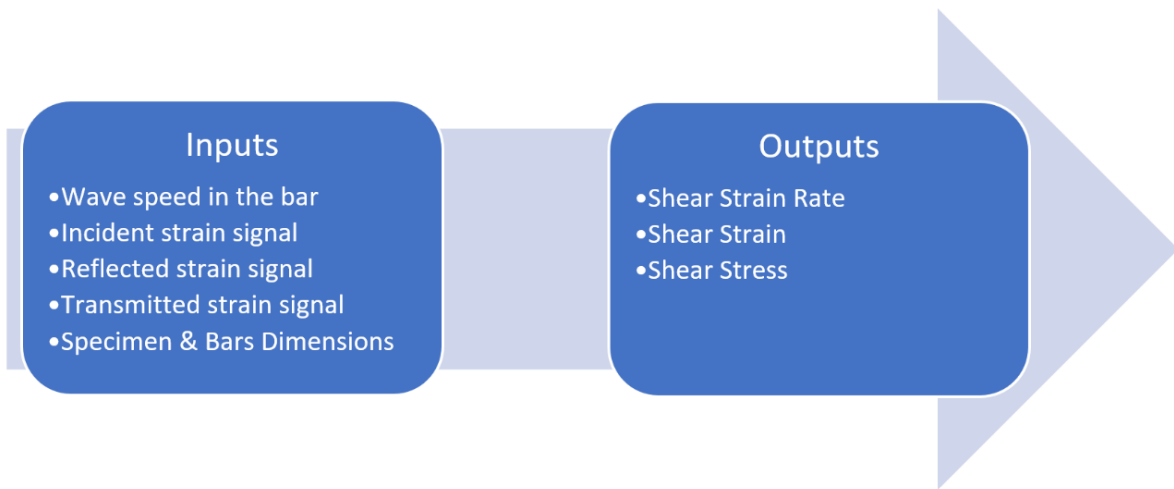 Inputs
•Wave speed in the bar
•Incident strain signal
•Reflected strain signal
•Transmitted strain signal
•Specimen & Bars Dimensions
Outputs
•Shear Strain Rate
•Shear Strain
•Shear Stress